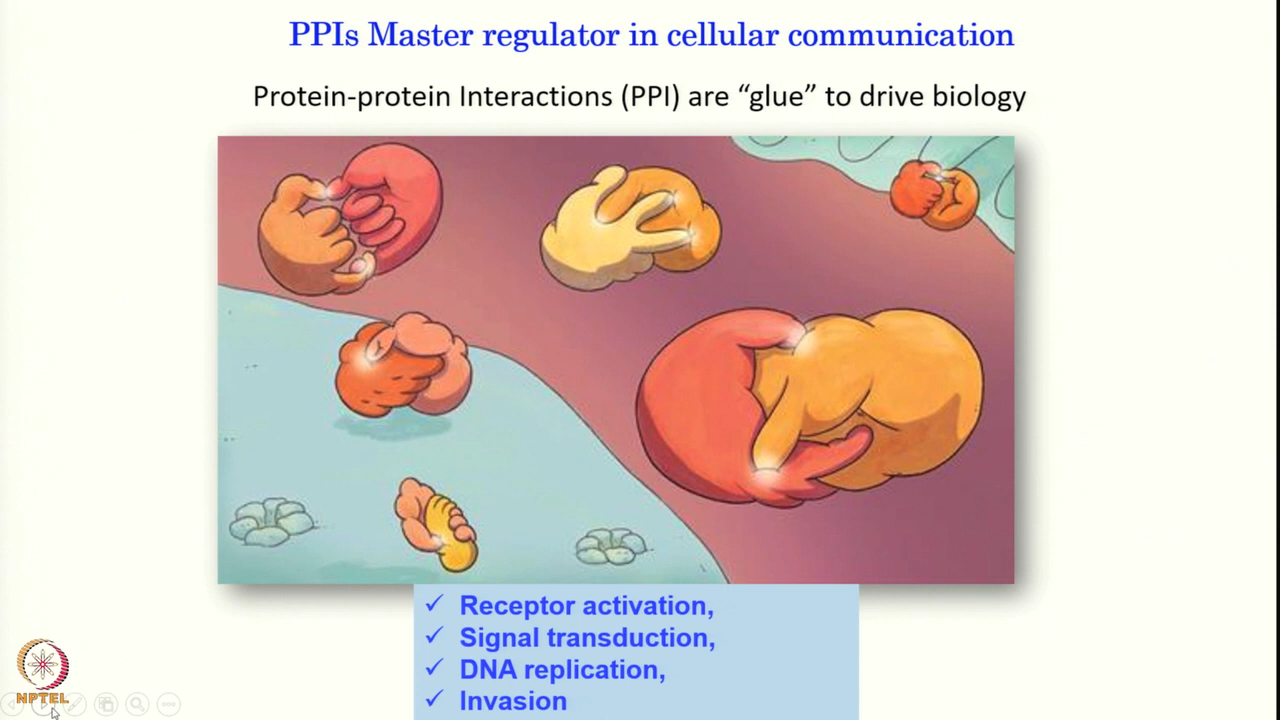 PPIs Master regulator in cellular communication
Protein-protein Interactions (PPI) are “glue” to drive biology
✓ Receptor activation,
✓ Signal transduction,
✓ DNA replication,
✓ Invasion
NPTEL